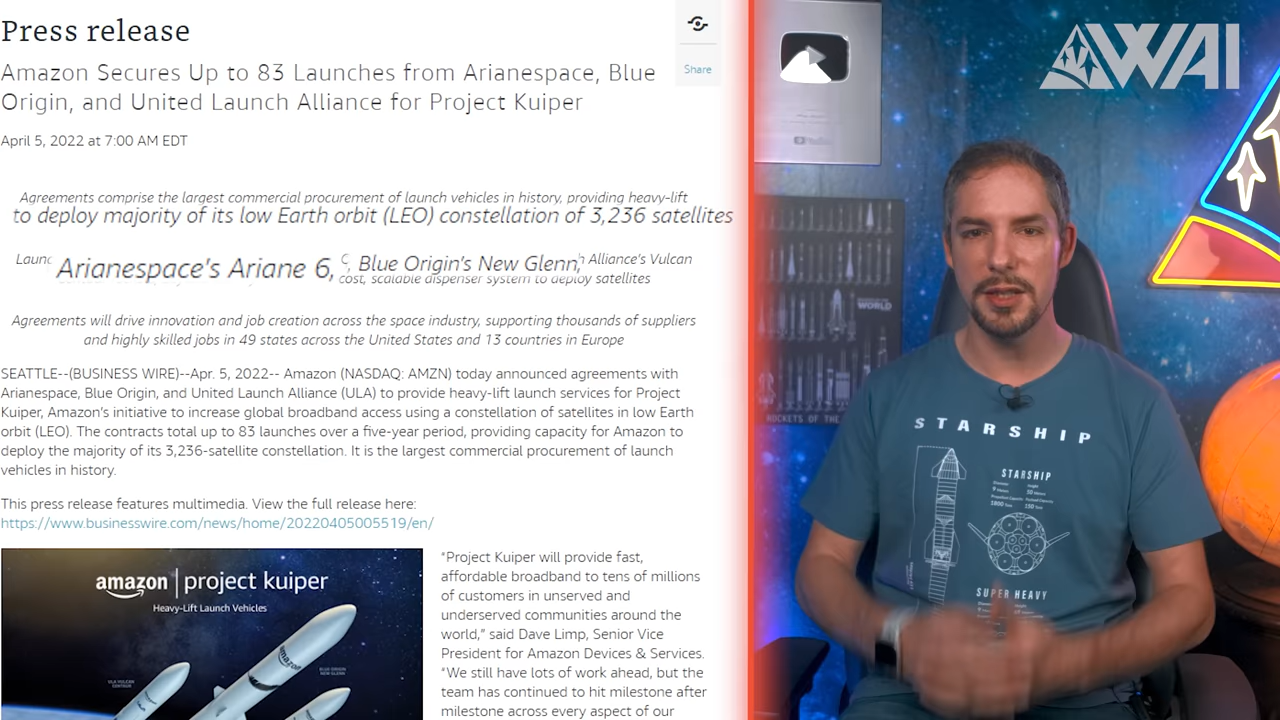 Press release
Share
Amazon Secures Up to 83 Launches from Arianespace, Blue
Origin, and United Launch Alliance for Project Kuiper
April 5, 2022 at 7:00 AM EDT
Agreements comprise the largest commercial procurement of launch vehicles in history, providing heavy-lift
to deploy majority of its low Earth orbit (LEO) constellation of 3,236 satellites
Arianespace's Ariane 6, Blue Origin's New Glenn, Alliance's Vulcan
cost, scalable dispenser system to deploy satellites
Agreements will drive innovation and job creation across the space industry, supporting thousands of suppliers
and highly skilled jobs in 49 states across the United States and 13 countries in Europe
SEATTLE--(BUSINESS WIRE)--Apr. 5, 2022-- Amazon (NASDAQ: AMZN) today announced agreements with
Arianespace, Blue Origin, and United Launch Alliance (ULA) to provide heavy-lift launch services for Project
Kuiper, Amazon's initiative to increase global broadband access using a constellation of satellites in low Earth
orbit (LEO). The contracts total up to 83 launches over a five-year period, providing capacity for Amazon to
deploy the majority of its 3,236-satellite constellation. It is the largest commercial procurement of launch
vehicles in history.
This press release features multimedia. View the full release here:
https://www.businesswire.com/news/home/20220405005519/en/
amazon | project kuiper
Heavy-Lift Launch Vehicles
amazon
BLUE ORIGIN
NEW GLENN
ULA VULCAN
CENTAUR
"Project Kuiper will provide fast,
affordable broadband to tens of millions
of customers in unserved and
underserved communities around the
world," said Dave Limp, Senior Vice
President for Amazon Devices & Services.
"We still have lots of work ahead, but the
team has continued to hit milestone after
milestone across every aspect of our
WAI
WORLD
ROCKETS OF THE
STARSHIP
STARSHIP
SUPER HEAVY